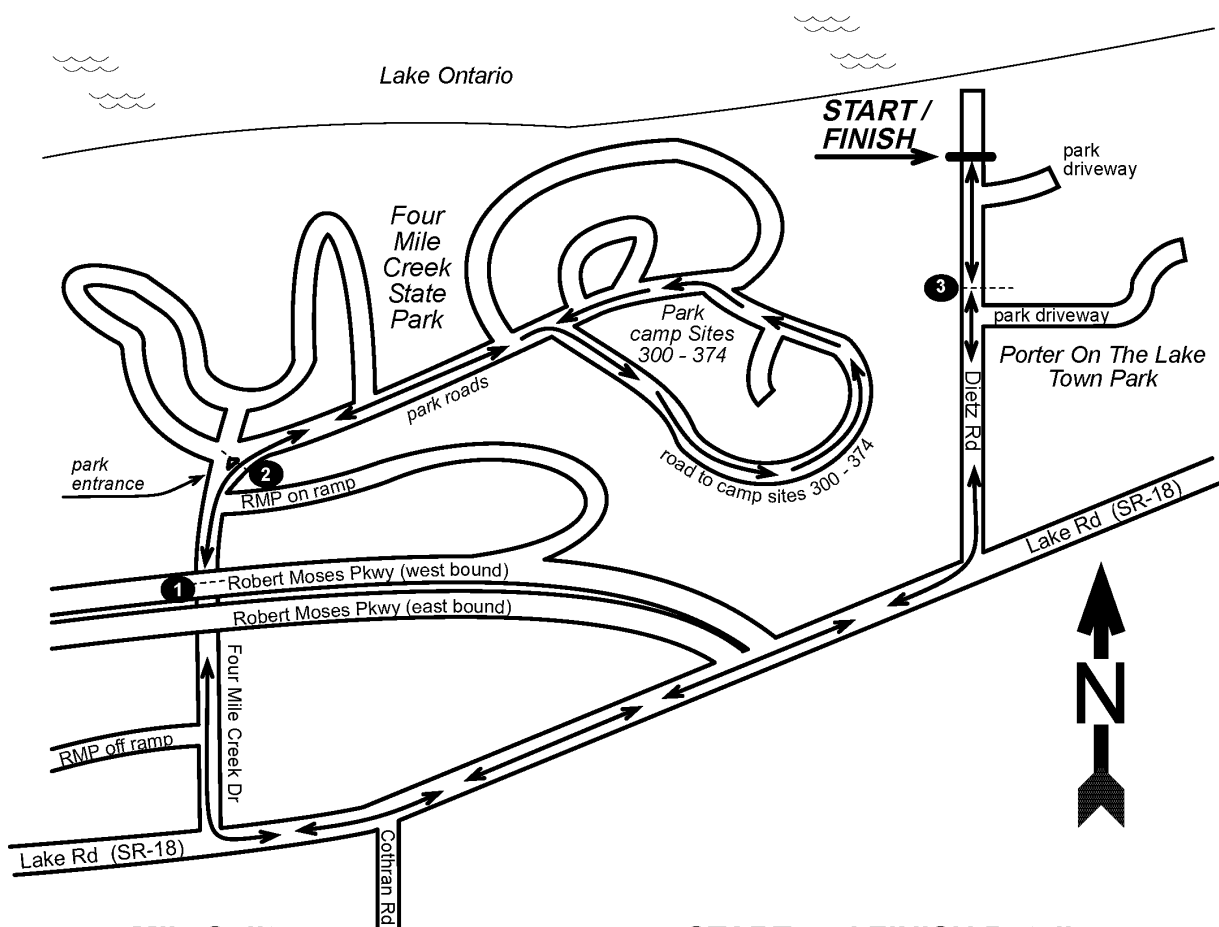 Lake Ontario
START /
FINISH
park
driveway
Four
Mile
Creek
State
Park
3
Park
camp Sites
300 - 374
park driveway
Porter On The Lake
Town Park
park roads
Dietz Rd
park
entrance
2
RMP on ramp
road to camp sites 300 - 374
Lake Rd (SR-18)
1
Robert Moses Pkwy (west bound)
Robert Moses Pkwy (east bound)
Four Mile Creek Dr
N
RMP off ramp
Lake Rd (SR-18)
Cothran Rd